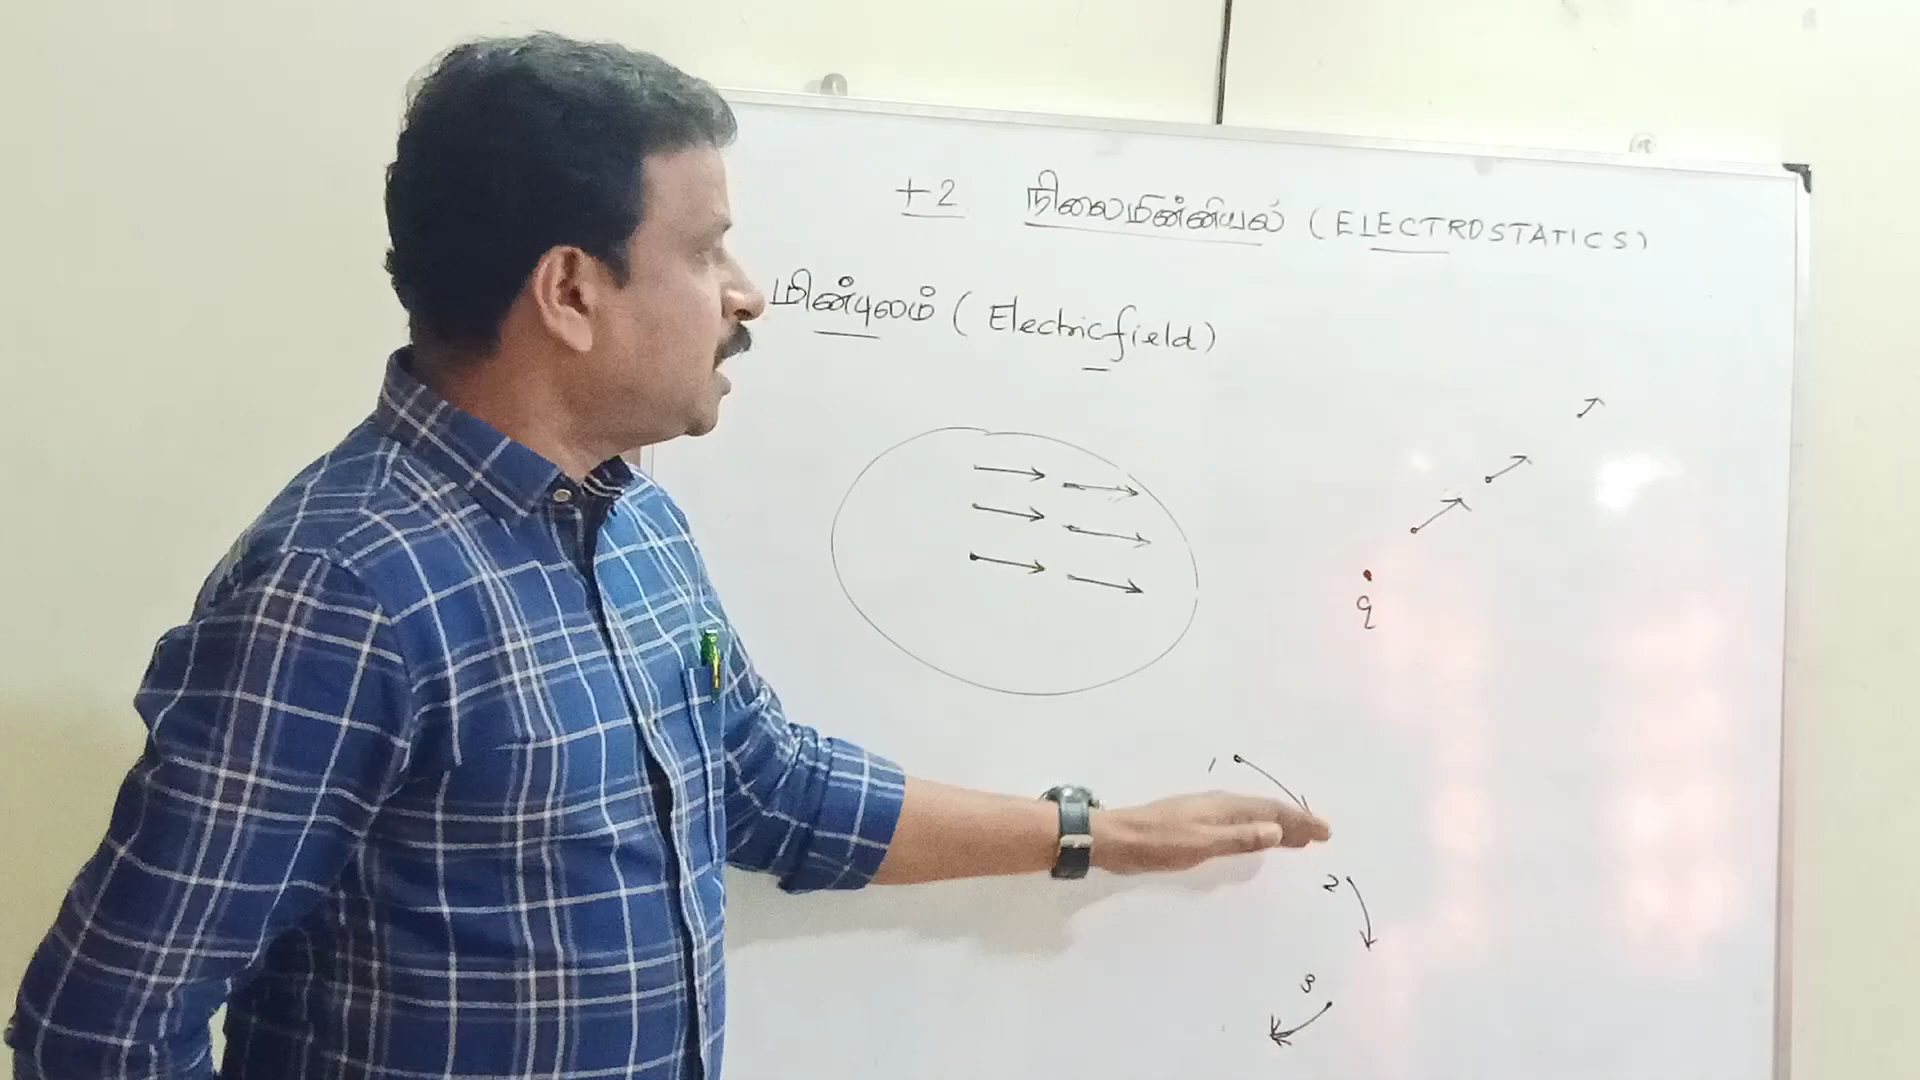 +2 நிலைமின்னியல் (ELECTROSTATICS)
மின்புலம் (Electricfield)
q
1
2
3